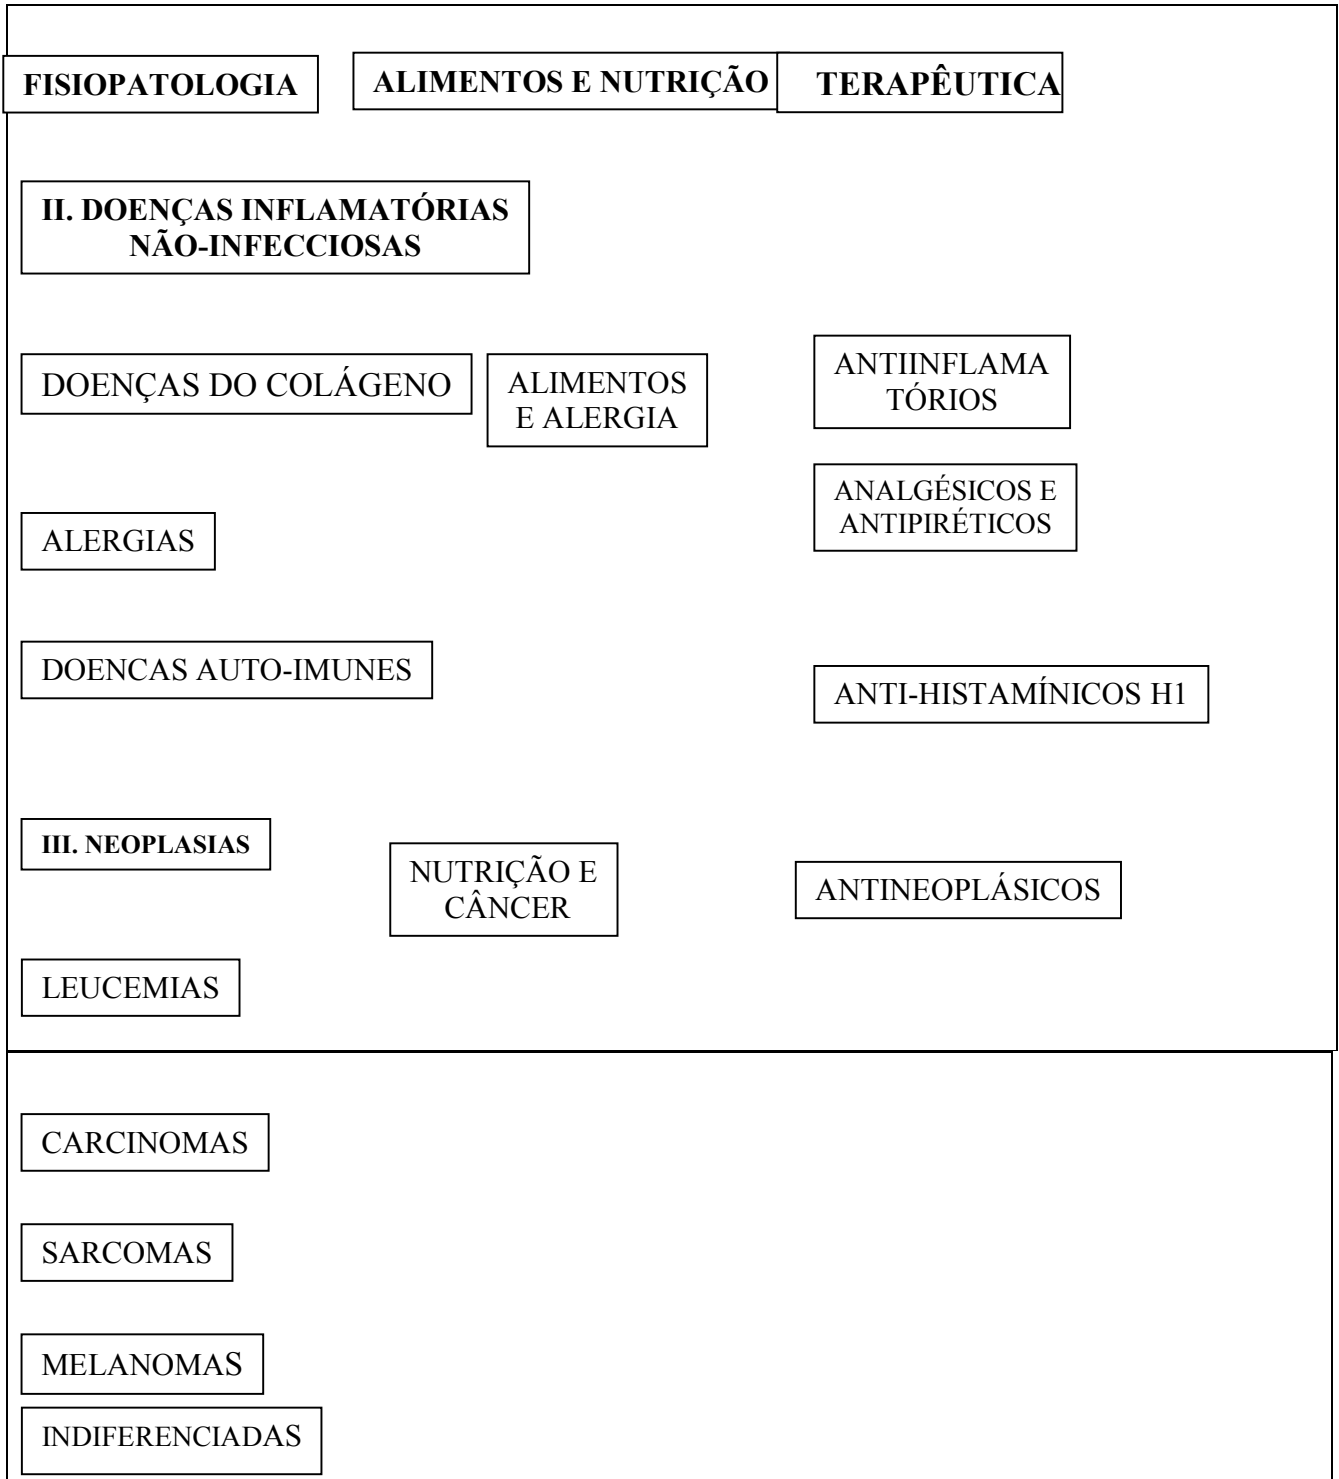 FISIOPATOLOGIA
ALIMENTOS E NUTRIÇÃO
TERAPÊUTICA
II. DOENÇAS INFLAMATÓRIAS
NÃO-INFECCIOSAS
DOENÇAS DO COLÁGENO
ALIMENTOS
E ALERGIA
ANTIINFLAMA
TÓRIOS
ANALGÉSICOS E
ANTIPIRÉTICOS
ALERGIAS
DOENCAS AUTO-IMUNES
ANTI-HISTAMÍNICOS H1
III. NEOPLASIAS
NUTRIÇÃO E
CÂNCER
ANTINEOPLÁSICOS
LEUCEMIAS
CARCINOMAS
SARCOMAS
MELANOMAS
INDIFERENCIADAS